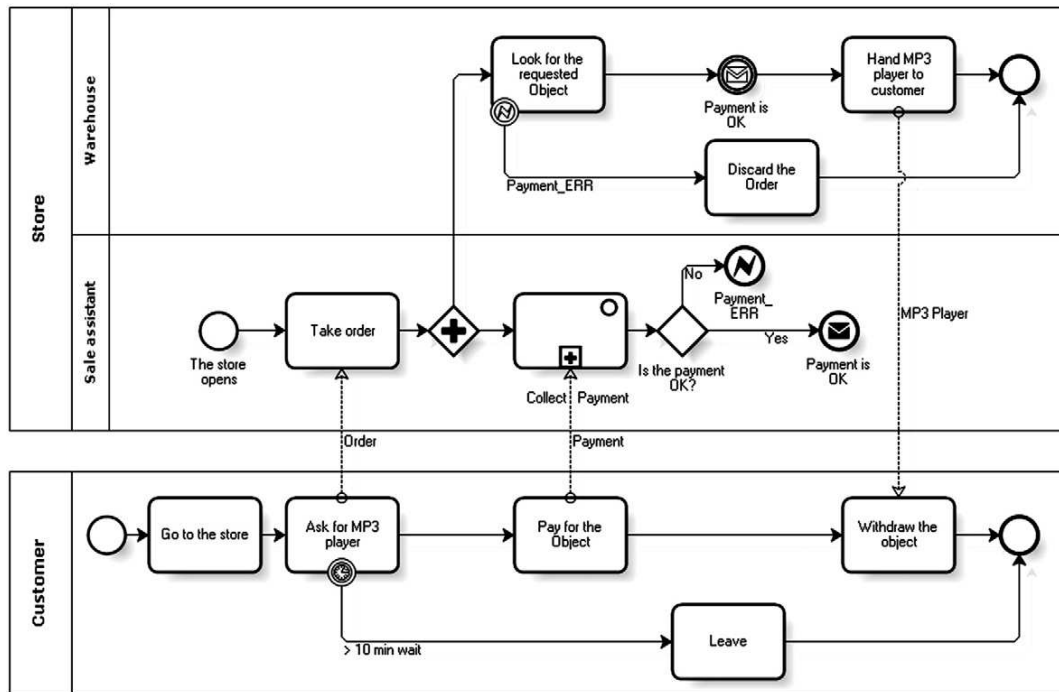 Store
Warehouse
Look for the
requested
Object
Payment is
OK
Hand MP3
player to
customer
Payment_ERR
Discard the
Order
Sale assistant
The store
opens
Take order
Collect Payment
Is the payment
OK?
No
Payment_
ERR
Yes
Payment is
OK
MP3 Player
Order
Payment
Customer
Go to the store
Ask for MP3
player
Pay for the
Object
Withdraw the
object
> 10 min wait
Leave